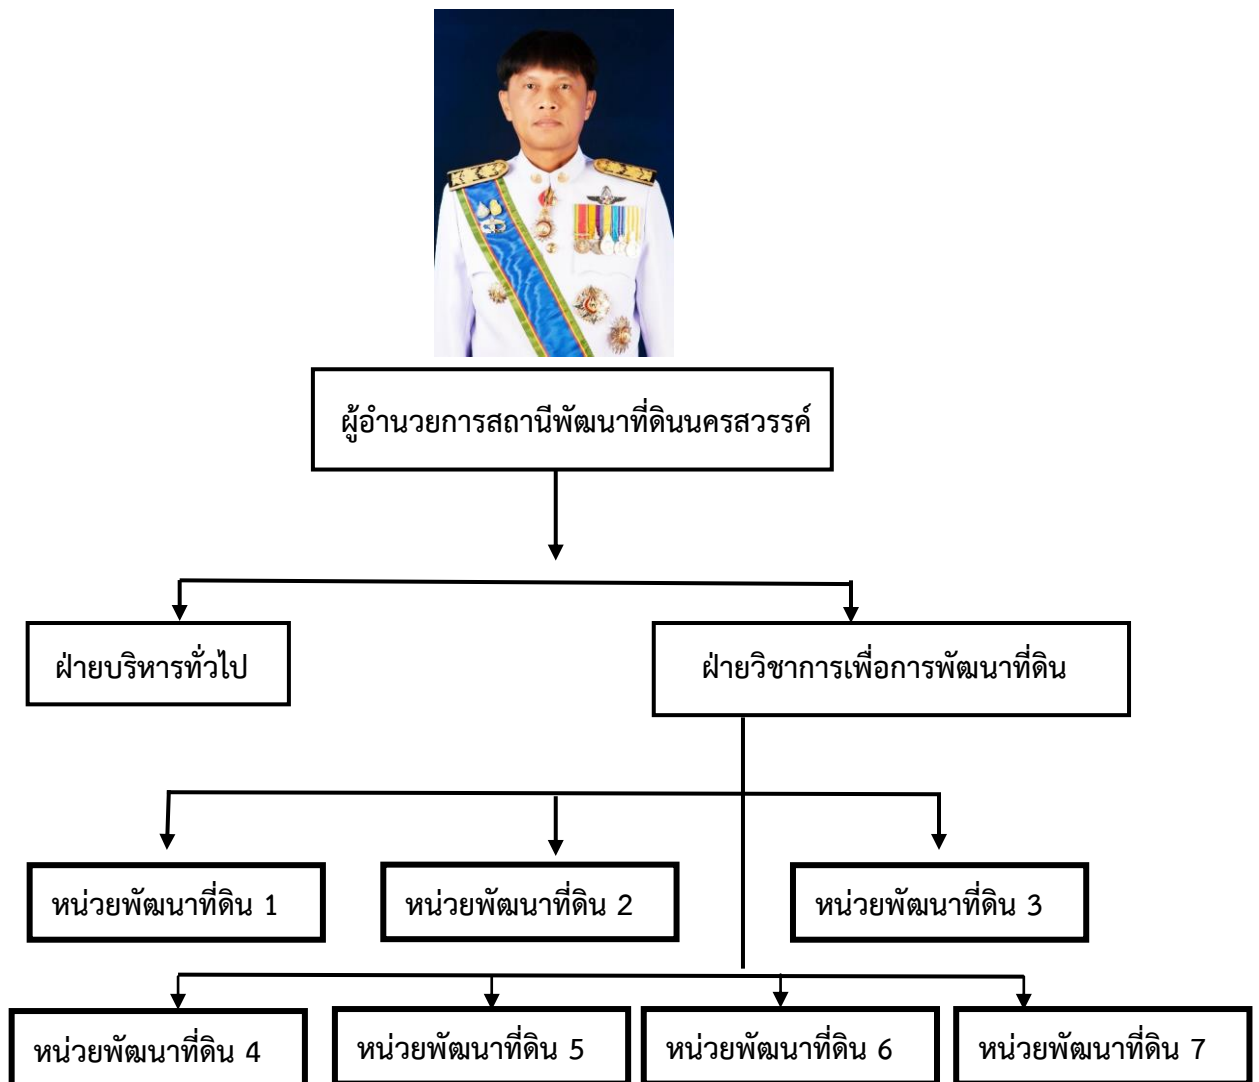 ผู้อำนวยการสถานีพัฒนาที่ดินนครสวรรค์
ฝ่ายบริหารทั่วไป
ฝ่ายวิชาการเพื่อการพัฒนาที่ดิน
หน่วยพัฒนาที่ดิน 1
หน่วยพัฒนาที่ดิน 2
หน่วยพัฒนาที่ดิน 3
หน่วยพัฒนาที่ดิน 4
หน่วยพัฒนาที่ดิน 5
หน่วยพัฒนาที่ดิน 6
หน่วยพัฒนาที่ดิน 7